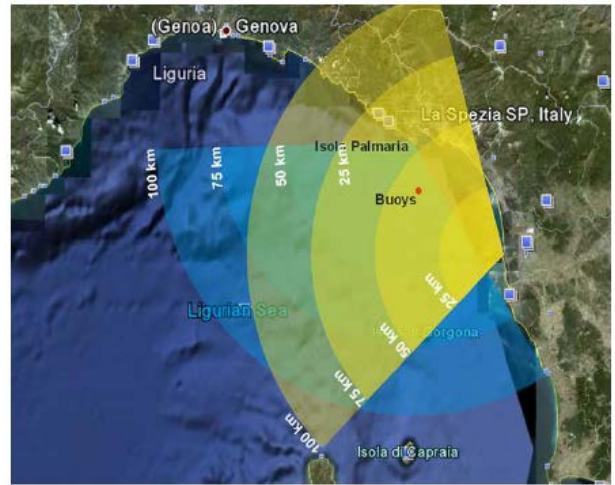 (Genoa) Genova
Liguria
La Spezia SP, Italy
Isola Palmaria
100 km
75 km
50 km
25 km
Buoys
25 km
Ligurian Sea
50 km
Gorgona
75 km
100 km
Isola di Capraia